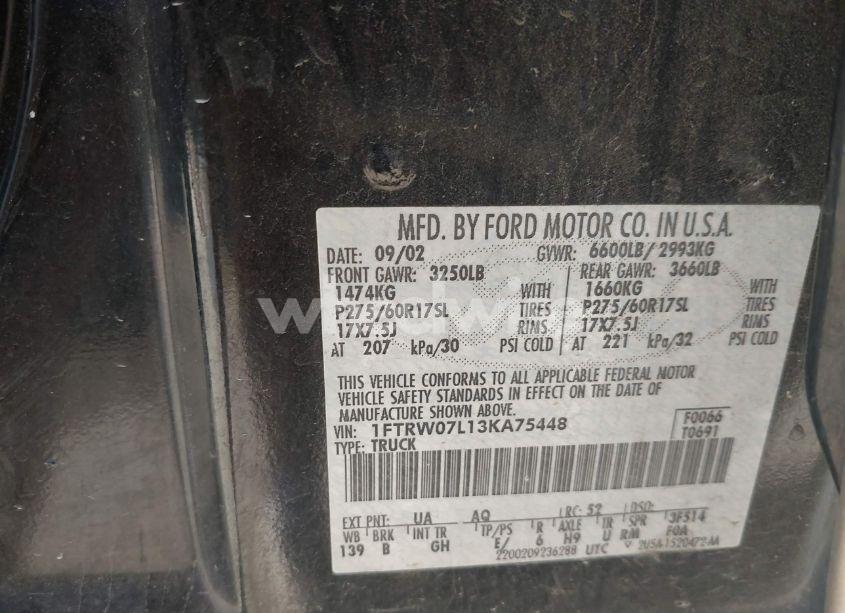 MFD. BY FORD MOTOR CO. IN U.S.A.
DATE: 09/02 GVWR: 6600LB/ 2993KG
FRONT GAWR: 3250LB REAR GAWR: 3660LB
1474KG WITH 1660KG WITH
P275/60R17SL TIRES P275/60R17SL TIRES
17X7.5J RIMS 17X7.5J RIMS
AT 207 kPa/30 PSI COLD AT 221 kPa/32 PSI COLD
THIS VEHICLE CONFORMS TO ALL APPLICABLE FEDERAL MOTOR
VEHICLE SAFETY STANDARDS IN EFFECT ON THE DATE OF
MANUFACTURE SHOWN ABOVE.
VIN: 1FTRW07L13KA75448 F0066
TYPE: TRUCK T0691
EXT PNT: UA AQ RC: 52 DSO: 3F514
WB BRK INT TR TP/PS R AXLE TR SPR F0A
139 B GH E/ 6 H9 U RM
2200209236288 UTC